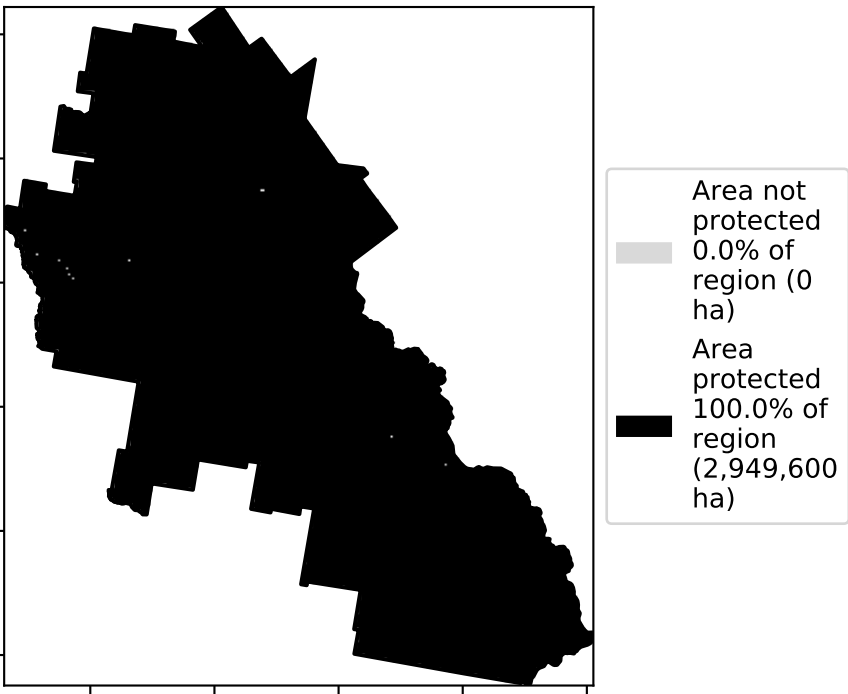 Area not
protected
0.0% of
region (0
ha)
Area
protected
100.0% of
region
(2,949,600
ha)